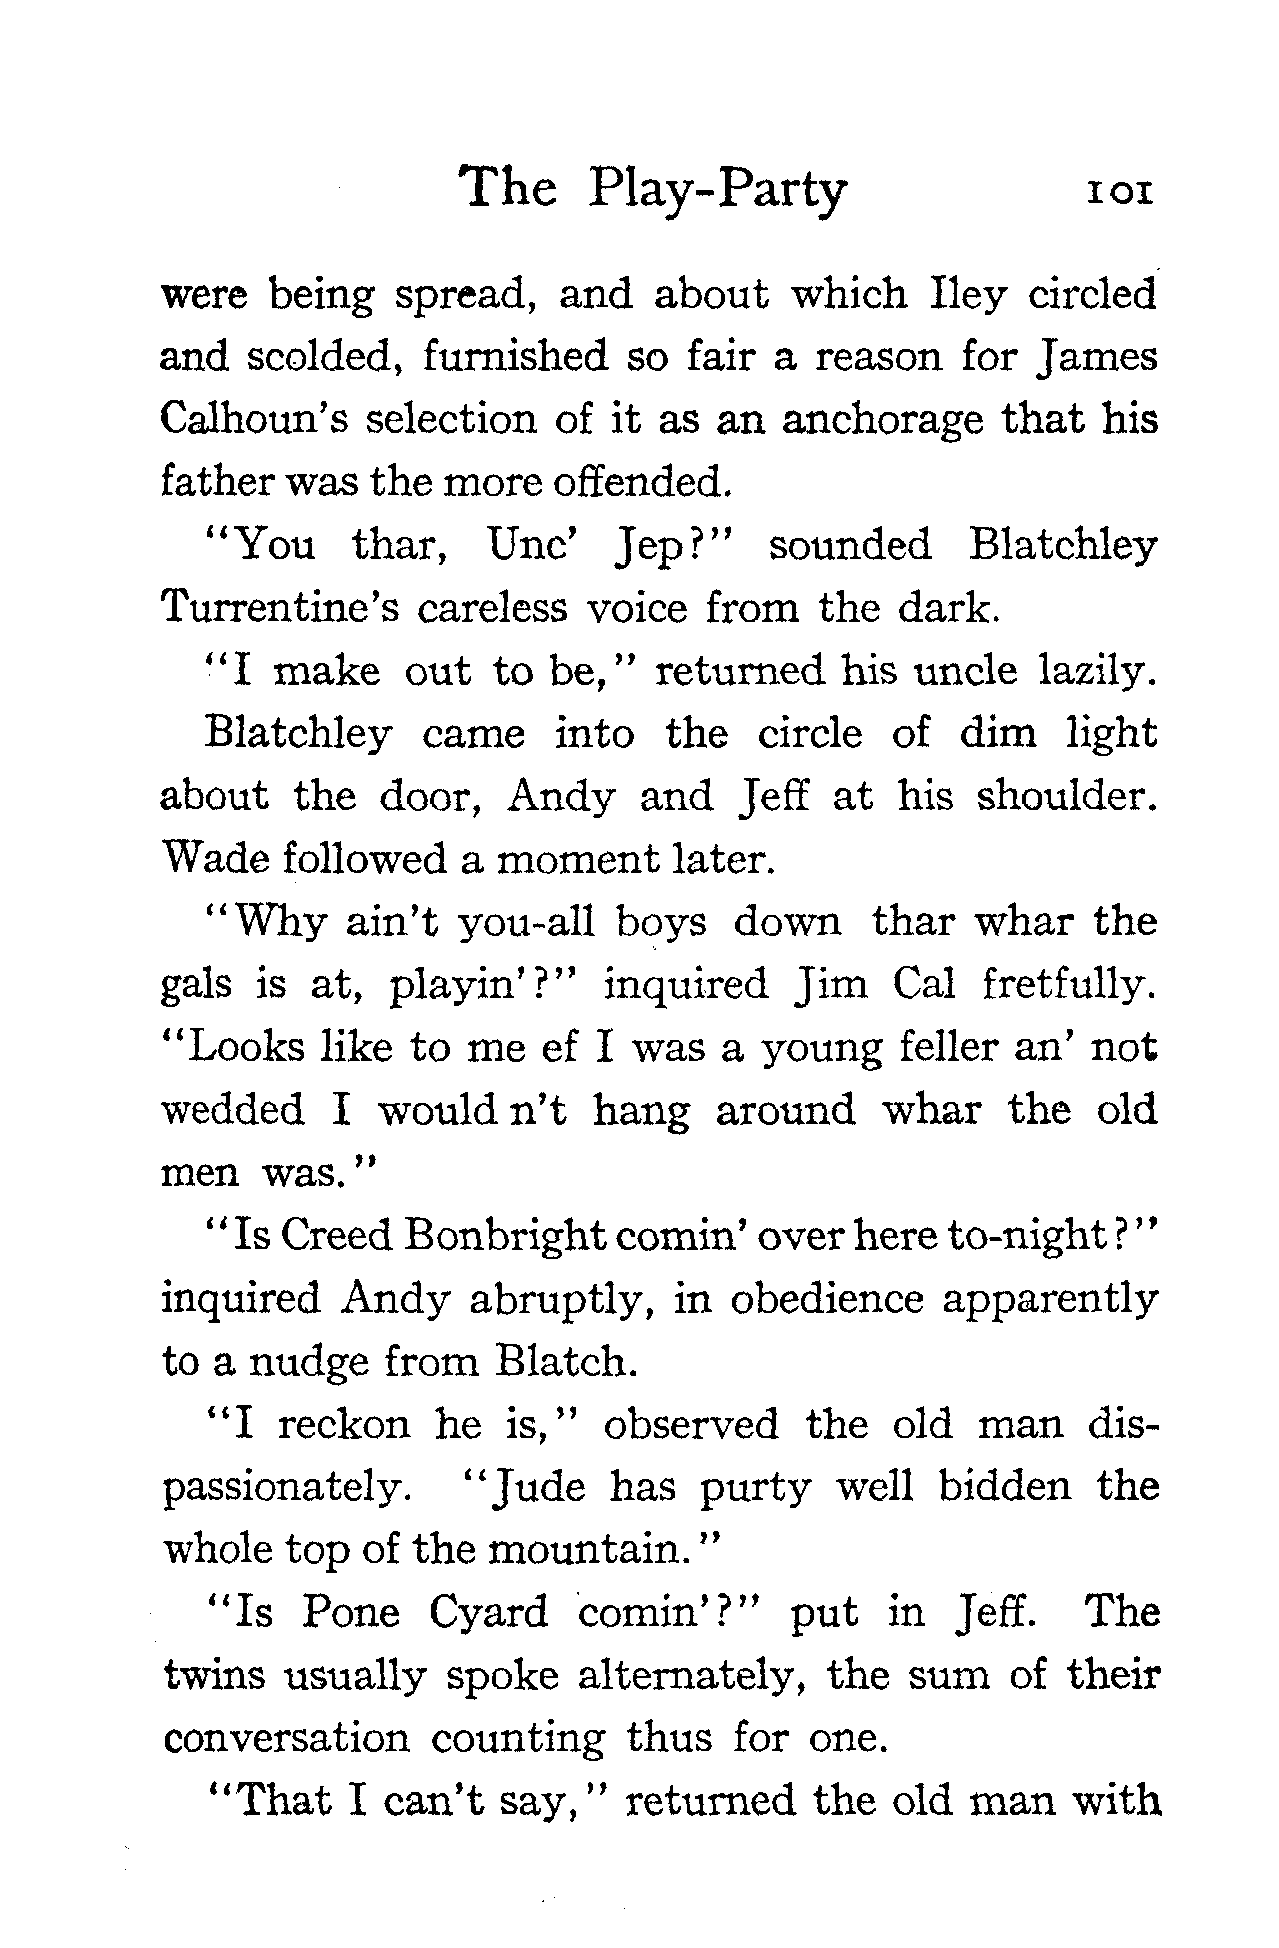 The Play-Party 101
were being spread, and about which Iley circled
and scolded, furnished so fair a reason for James
Calhoun's selection of it as an anchorage that his
father was the more offended.
"You thar, Unc' Jep?" sounded Blatchley
Turrentine's careless voice from the dark.
"I make out to be," returned his uncle lazily.
Blatchley came into the circle of dim light
about the door, Andy and Jeff at his shoulder.
Wade followed a moment later.
"Why ain't you-all boys down thar whar the
gals is at, playin'?" inquired Jim Cal fretfully.
"Looks like to me ef I was a young feller an' not
wedded I would n't hang around whar the old
men was."
"Is Creed Bonbright comin' over here to-night?"
inquired Andy abruptly, in obedience apparently
to a nudge from Blatch.
"I reckon he is," observed the old man dis-
passionately. "Jude has purty well bidden the
whole top of the mountain."
"Is Pone Cyard comin'?" put in Jeff. The
twins usually spoke alternately, the sum of their
conversation counting thus for one.
"That I can't say," returned the old man with